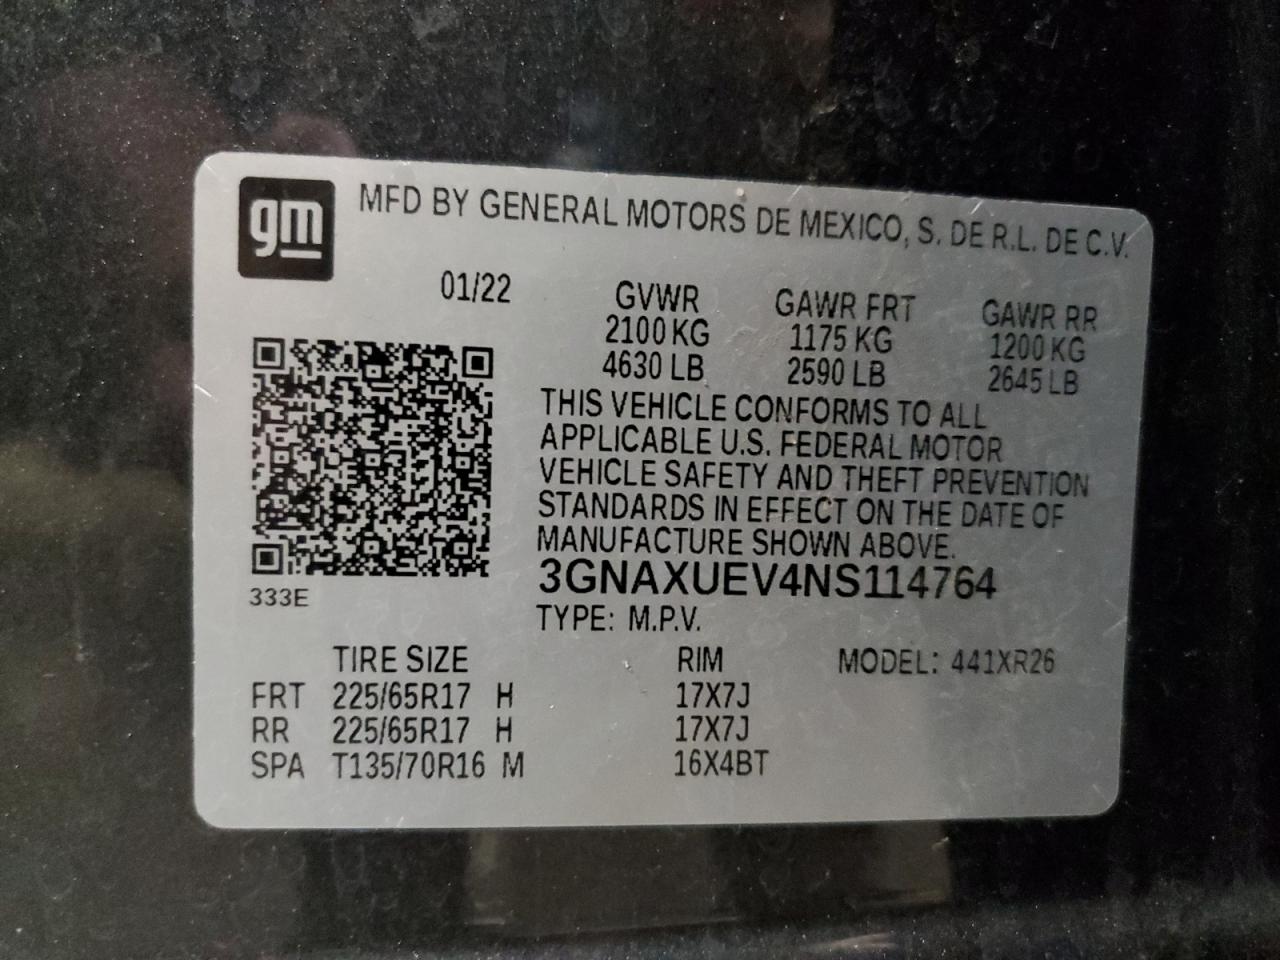 gm
MFD BY GENERAL MOTORS DE MEXICO, S. DE R.L. DE C.V.
01/22
GVWR GAWR FRT GAWR RR
2100 KG 1175 KG 1200 KG
4630 LB 2590 LB 2645 LB
THIS VEHICLE CONFORMS TO ALL
APPLICABLE U.S. FEDERAL MOTOR
VEHICLE SAFETY AND THEFT PREVENTION
STANDARDS IN EFFECT ON THE DATE OF
MANUFACTURE SHOWN ABOVE.
3GNAXUEV4NS114764
333E
TYPE: M.P.V.
TIRE SIZE RIM MODEL: 441XR26
FRT 225/65R17 H 17X7J
RR 225/65R17 H 17X7J
SPA T135/70R16 M 16X4BT